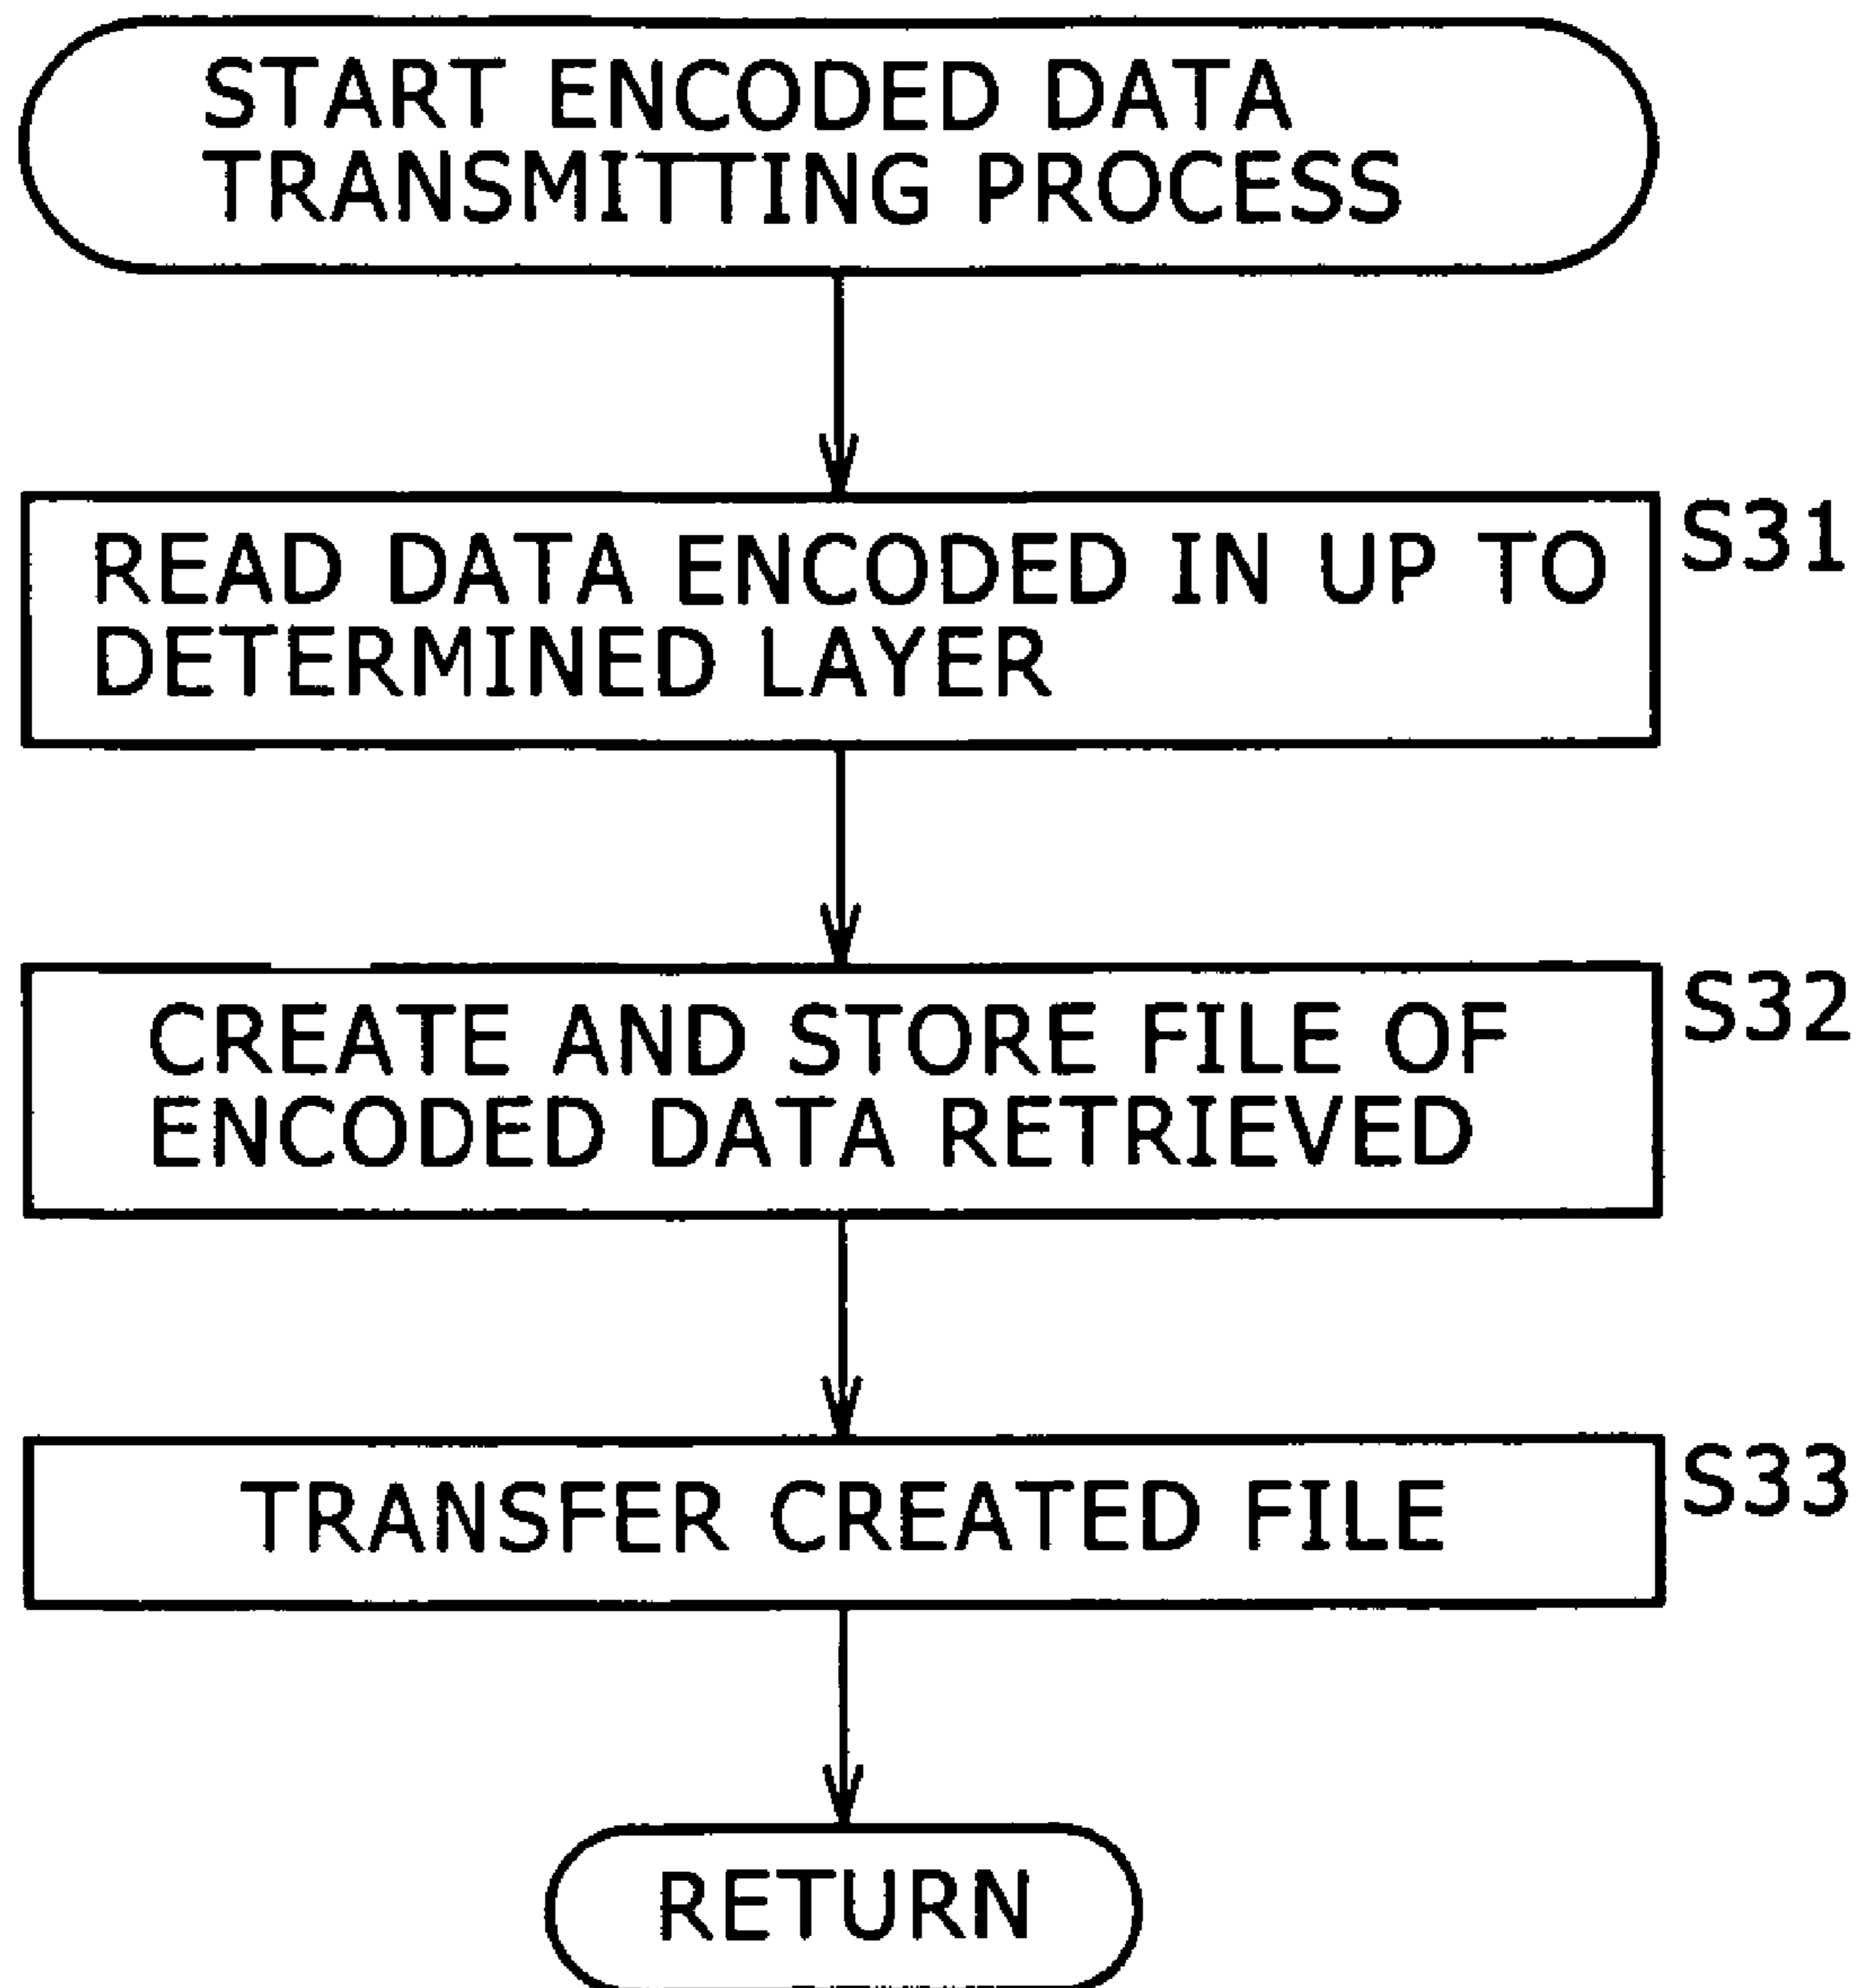 START ENCODED DATA
TRANSMITTING PROCESS
READ DATA ENCODED IN UP TO
DETERMINED LAYER
S31
CREATE AND STORE FILE OF
ENCODED DATA RETRIEVED
S32
TRANSFER CREATED FILE
S33
RETURN